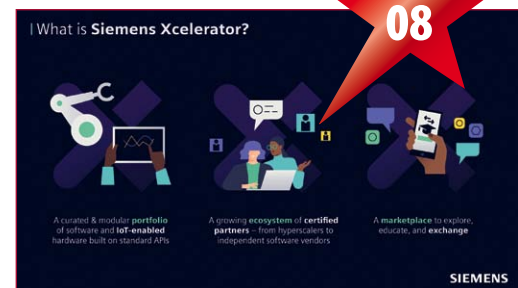 08
| What is Siemens Xcelerator?
A curated & modular portfolio
of software and IoT-enabled
hardware built on standard APIs
A growing ecosystem of certified
partners – from hyperscalers to
independent software vendors
A marketplace to explore,
educate, and exchange
SIEMENS